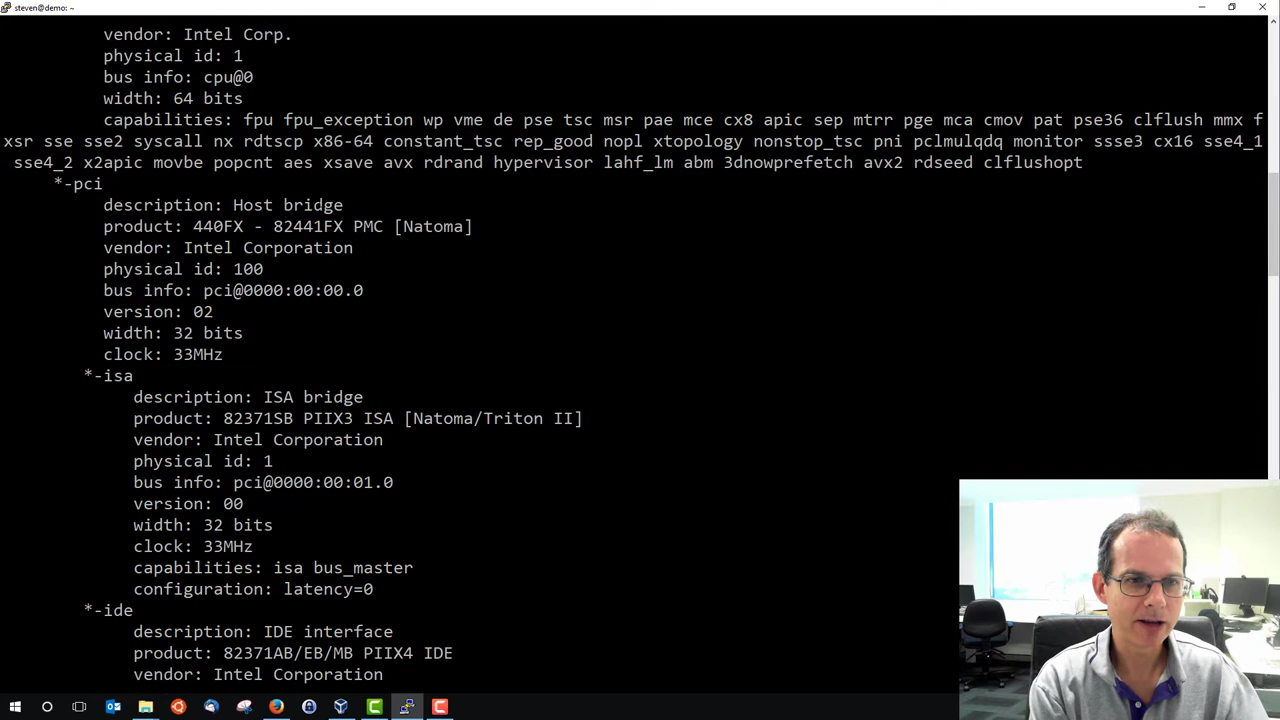 steven@demo: ~
vendor: Intel Corp.
physical id: 1
bus info: cpu@0
width: 64 bits
capabilities: fpu fpu_exception wp vme de pse tsc msr pae mce cx8 apic sep mtrr pge mca cmov pat pse36 clflush mmx f
xsr sse sse2 syscall nx rdtscp x86-64 constant_tsc rep_good nopl xtopology nonstop_tsc pni pclmulqdq monitor ssse3 cx16 sse4_1
sse4_2 x2apic movbe popcnt aes xsave avx rdrand hypervisor lahf_lm abm 3dnowprefetch avx2 rdseed clflushopt
*-pci
description: Host bridge
product: 440FX - 82441FX PMC [Natoma]
vendor: Intel Corporation
physical id: 100
bus info: pci@0000:00:00.0
version: 02
width: 32 bits
clock: 33MHz
*-isa
description: ISA bridge
product: 82371SB PIIX3 ISA [Natoma/Triton II]
vendor: Intel Corporation
physical id: 1
bus info: pci@0000:00:01.0
version: 00
width: 32 bits
clock: 33MHz
capabilities: isa bus_master
configuration: latency=0
*-ide
description: IDE interface
product: 82371AB/EB/MB PIIX4 IDE
vendor: Intel Corporation